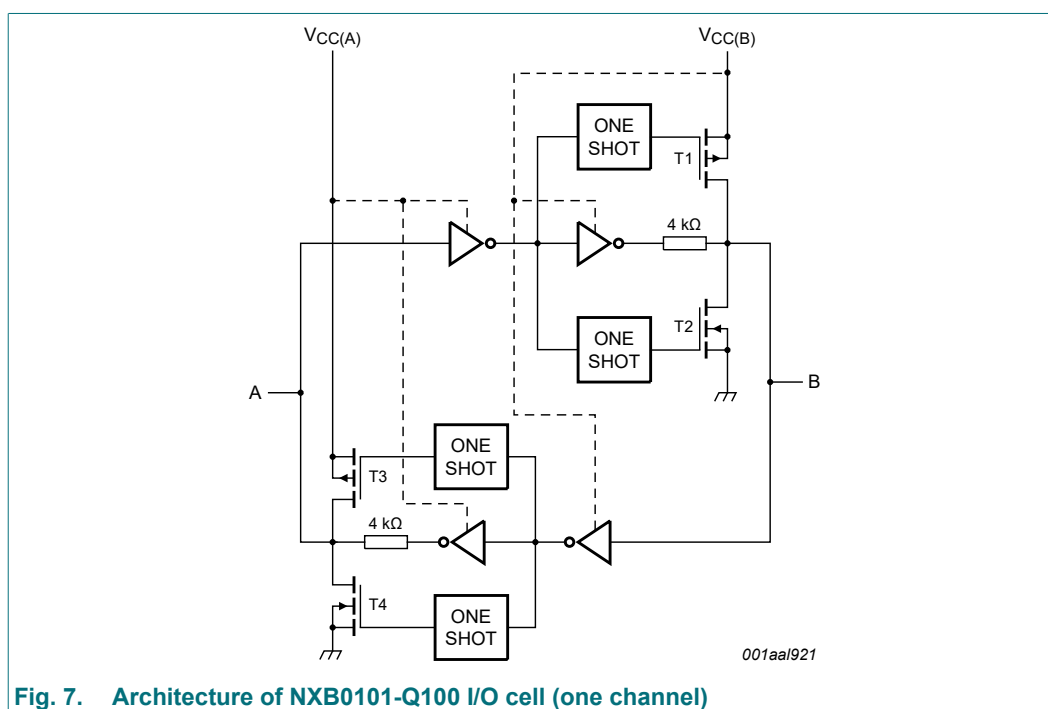 VCC(A)
VCC(B)
ONE
SHOT
T1
4 kΩ
ONE
SHOT
T2
A
B
ONE
SHOT
T3
4 kΩ
T4
ONE
SHOT
001aal921
Fig. 7. Architecture of NXB0101-Q100 I/O cell (one channel)